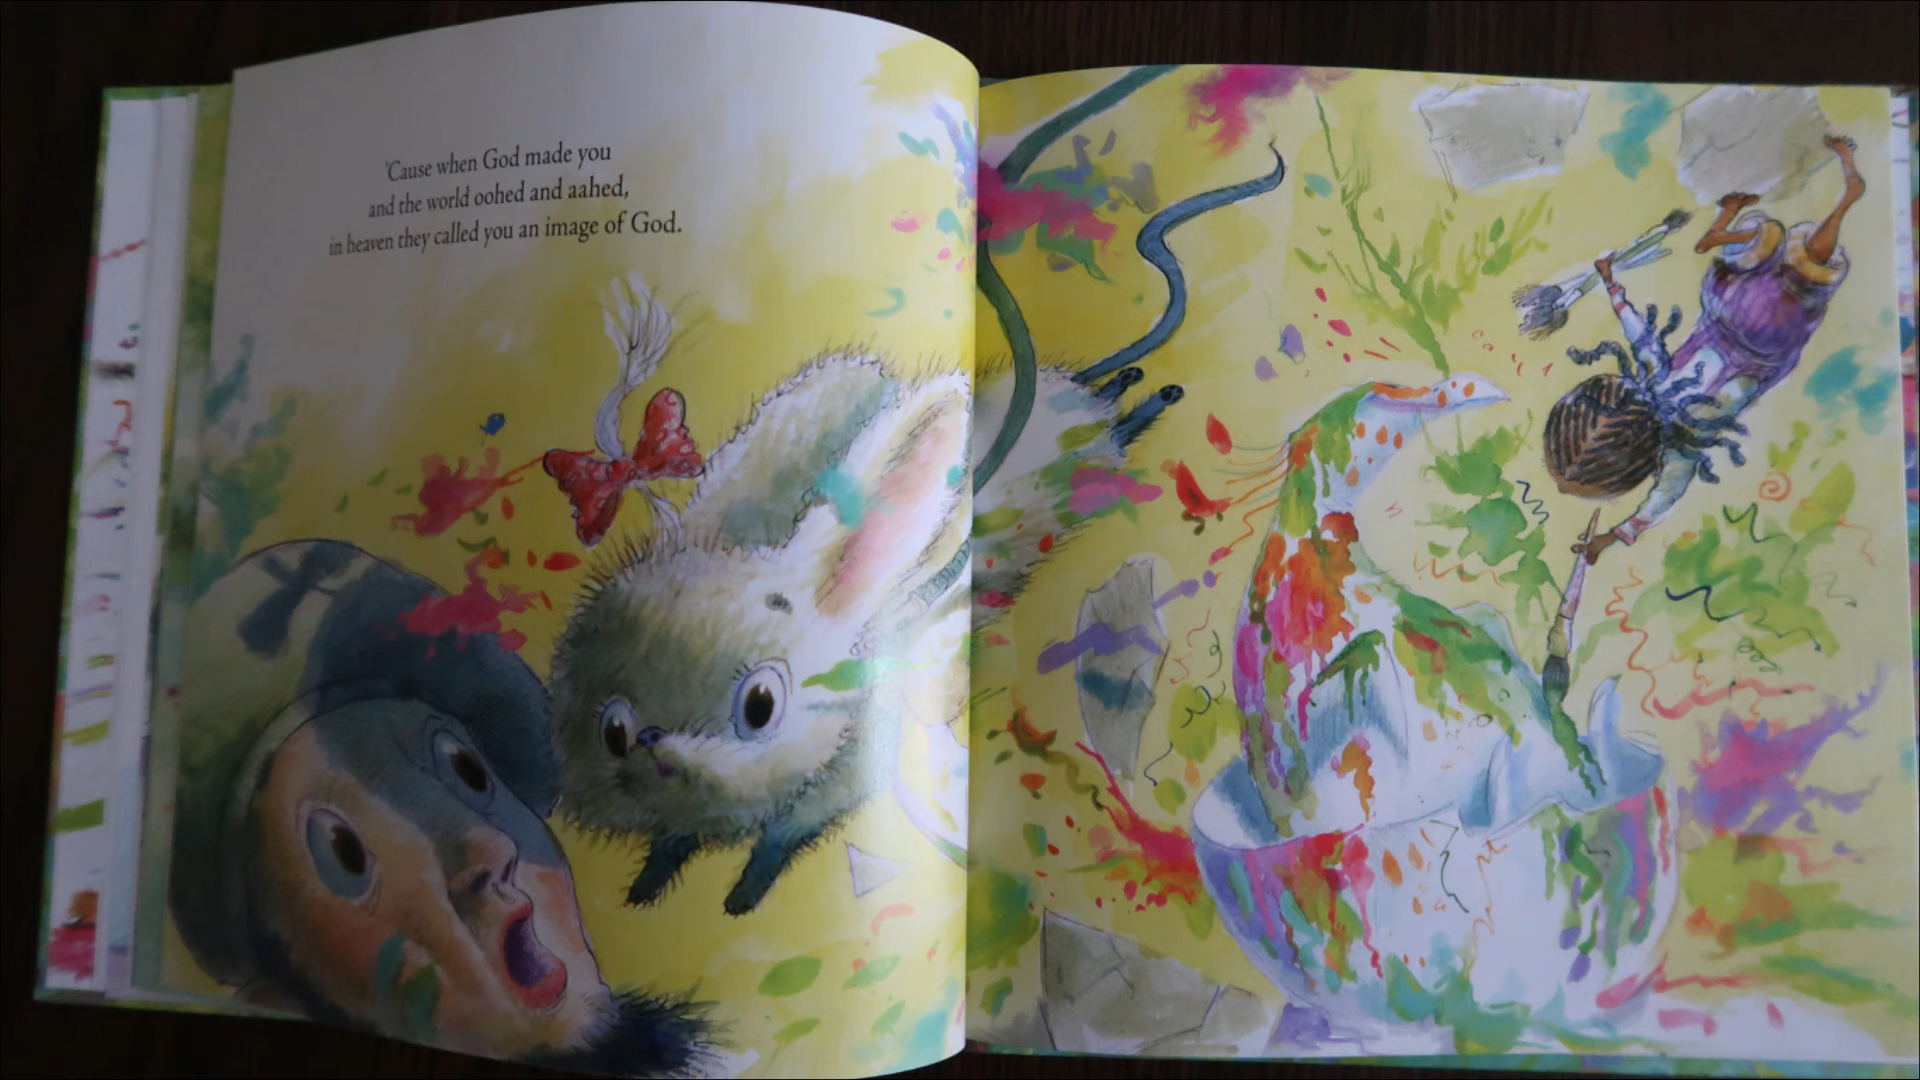 'Cause when God made you
and the world oohed and aahed,
in heaven they called you an image of God.